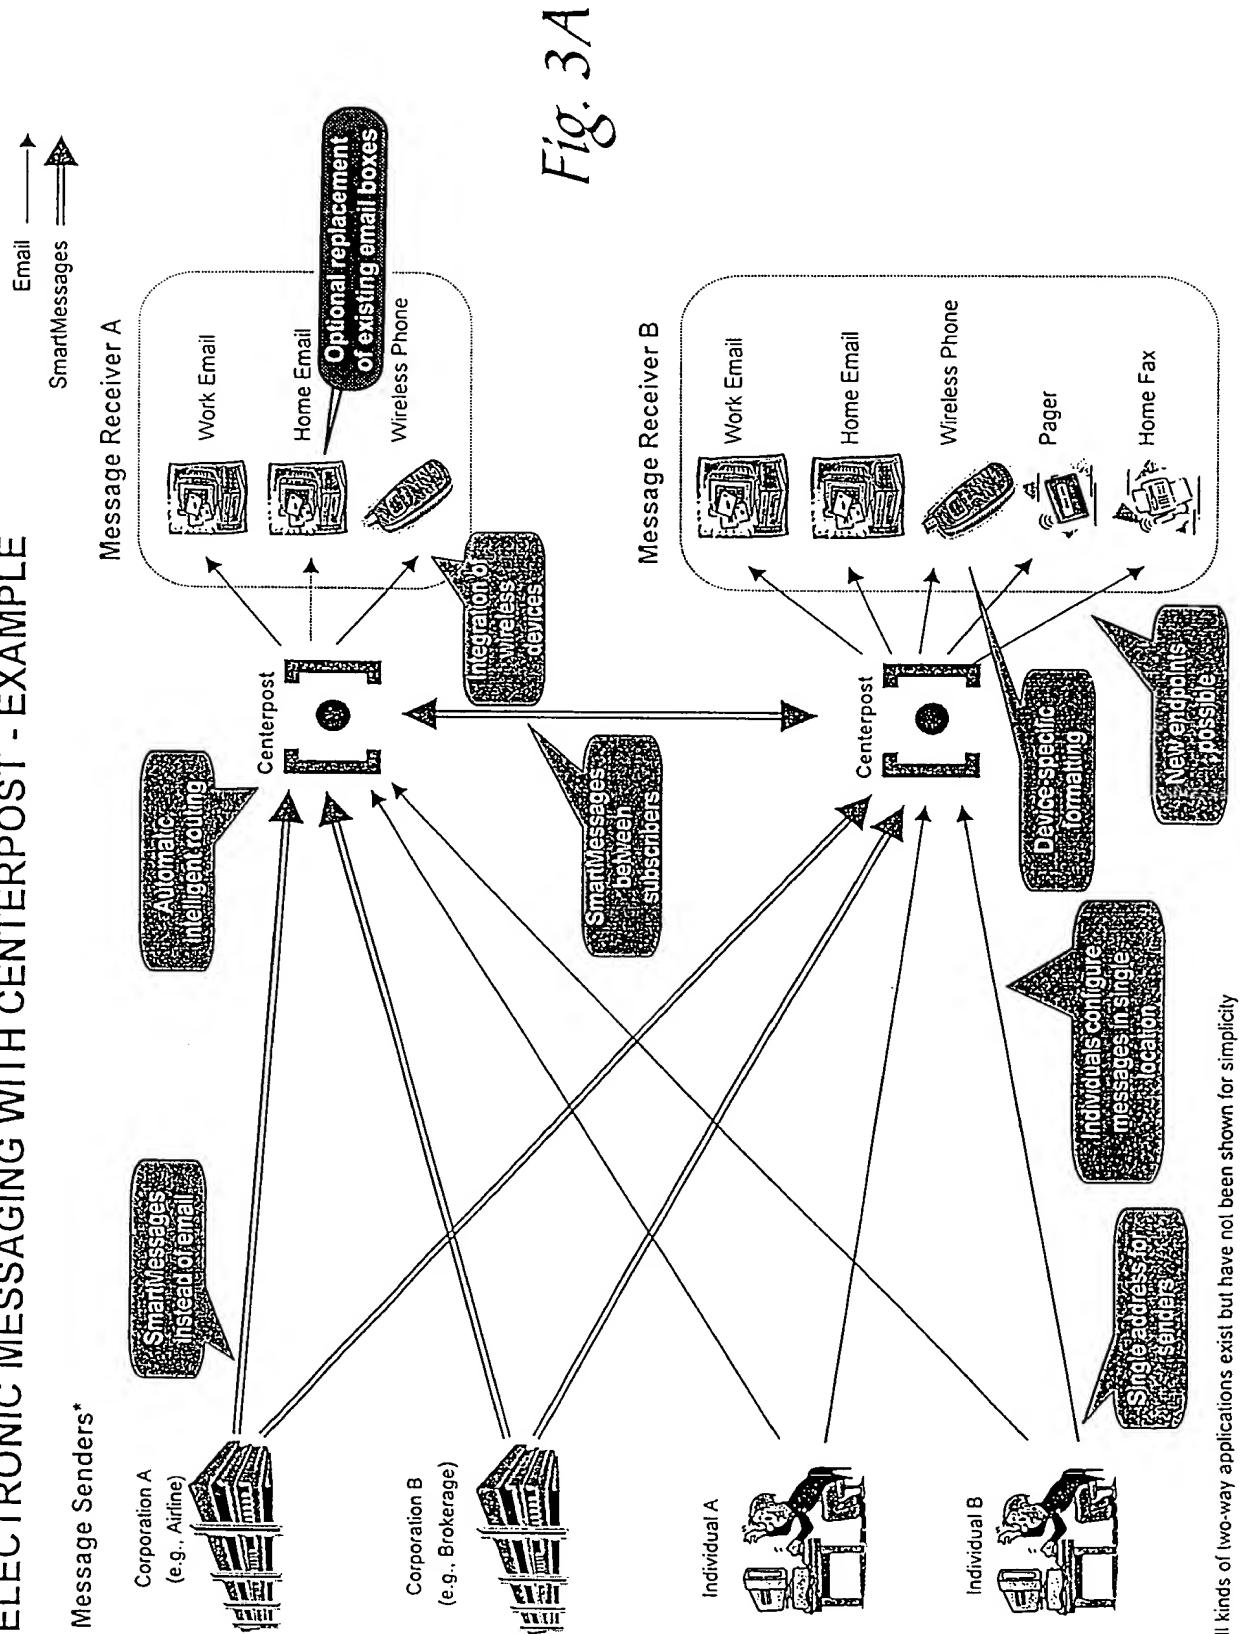 ELECTRONIC MESSAGING WITH CENTERPOST - EXAMPLE
Email
SmartMessages
Message Senders*
Message Receiver A
Corporation A
(e.g., Airline)
SmartMessages
instead of email
Automatic
intelligent routing
Centerpost
Work Email
Home Email
Optional replacement
of existing email boxes
Wireless Phone
Integration of
wireless
devices
Fig. 3A
Corporation B
(e.g., Brokerage)
SmartMessages
between
subscribers
Message Receiver B
Individual A
Centerpost
Work Email
Home Email
Wireless Phone
Pager
Home Fax
Individual B
Single address for
senders
Individuals configure
messages in single
location
Device-specific
formatting
New endpoints
possible
kinds of two-way applications exist but have not been shown for simplicity